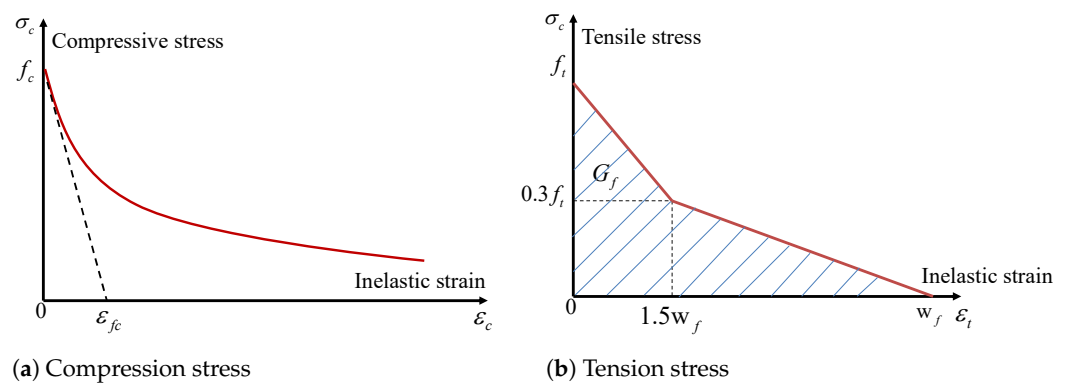 σc
Compressive stress
fc
Inelastic strain
0
εfc
εc
(a) Compression stress
σc
Tensile stress
ft
Gf
0.3ft
Inelastic strain
0
1.5wf
wf
εt
(b) Tension stress